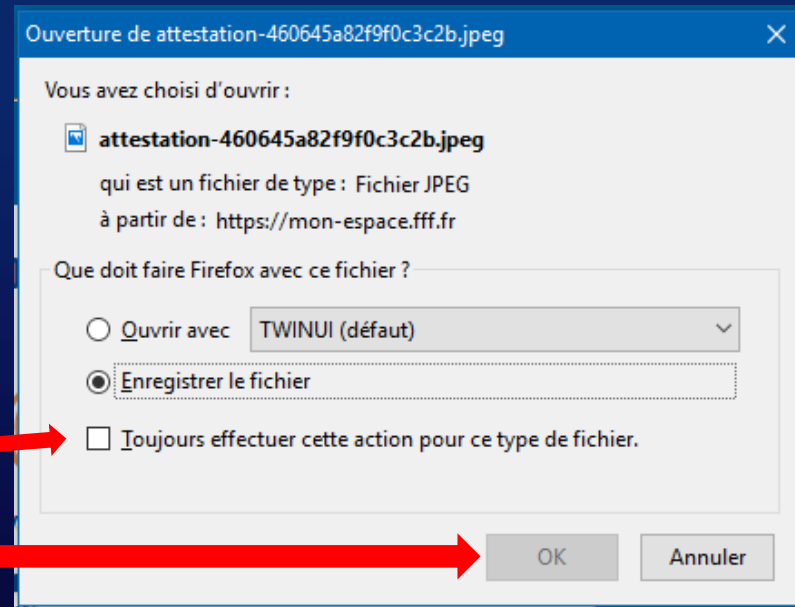 Ouverture de attestation-460645a82f9f0c3c2b.jpeg
Vous avez choisi d'ouvrir :
attestation-460645a82f9f0c3c2b.jpeg
qui est un fichier de type : Fichier JPEG
à partir de : https://mon-espace.fff.fr
Que doit faire Firefox avec ce fichier ?
Ouvrir avec TWINUI (défaut)
Enregistrer le fichier
Toujours effectuer cette action pour ce type de fichier.
OK Annuler